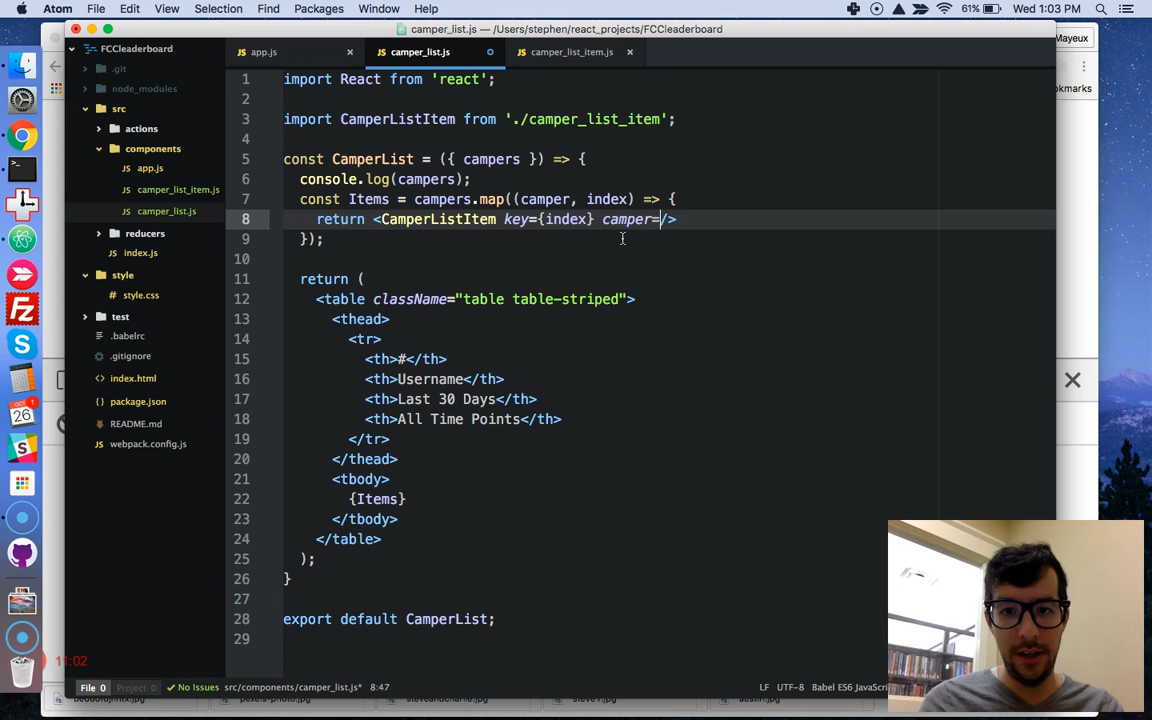 Atom File Edit View Selection Find Packages Window Help 61% Wed 1:03 PM
camper_list.js — /Users/stephen/react_projects/FCCleaderboard
Mayeux
FCCleaderboard
.git
node_modules
src
actions
components
app.js
camper_list_item.js
camper_list.js
reducers
index.js
style
style.css
test
.babelrc
.gitignore
index.html
package.json
README.md
webpack.config.js
app.js camper_list.js camper_list_item.js
1 import React from 'react';
2
3 import CamperListItem from './camper_list_item';
4
5 const CamperList = ({ campers }) => {
6 console.log(campers);
7 const Items = campers.map((camper, index) => {
8 return <CamperListItem key={index} camper=/>
9 });
10
11 return (
12 <table className="table table-striped">
13 <thead>
14 <tr>
15 <th>#</th>
16 <th>Username</th>
17 <th>Last 30 Days</th>
18 <th>All Time Points</th>
19 </tr>
20 </thead>
21 <tbody>
22 {Items}
23 </tbody>
24 </table>
25 );
26 }
27
28 export default CamperList;
29
11:02
File 0 Project 0 No Issues src/components/camper_list.js* 8:47 LF UTF-8 Babel ES6 JavaScri